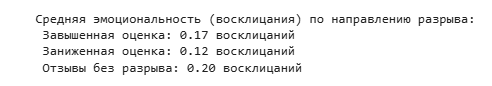 Средняя эмоциональность (восклицания) по направлению разрыва:
Завышенная оценка: 0.17 восклицаний
Заниженная оценка: 0.12 восклицаний
Отзывы без разрыва: 0.20 восклицаний